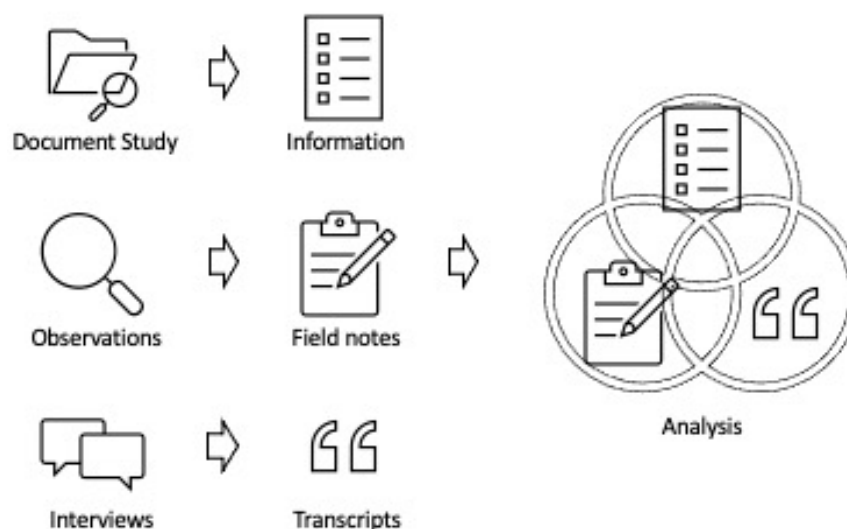 Document Study
Information
Observations
Field notes
Analysis
Interviews
Transcripts